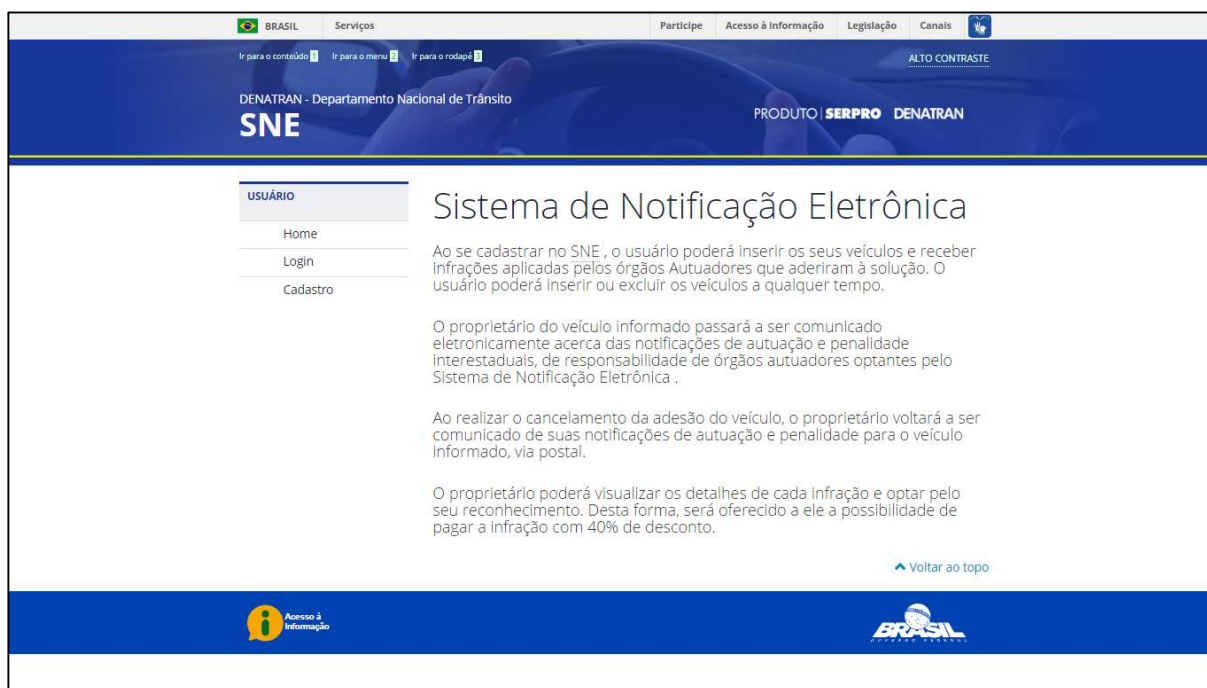 BRASIL Serviços Participe Acesso à informação Legislação Canais
Ir para o conteúdo 1 Ir para o menu 2 Ir para o rodapé 3 ALTO CONTRASTE
DENATRAN - Departamento Nacional de Trânsito
SNE
PRODUTO | SERPRO DENATRAN
USUÁRIO
Home
Login
Cadastro
Sistema de Notificação Eletrônica
Ao se cadastrar no SNE , o usuário poderá inserir os seus veículos e receber
infrações aplicadas pelos órgãos Autuadores que aderiram à solução. O
usuário poderá inserir ou excluir os veículos a qualquer tempo.
O proprietário do veículo informado passará a ser comunicado
eletronicamente acerca das notificações de autuação e penalidade
interestaduais, de responsabilidade de órgãos autuadores optantes pelo
Sistema de Notificação Eletrônica .
Ao realizar o cancelamento da adesão do veículo, o proprietário voltará a ser
comunicado de suas notificações de autuação e penalidade para o veículo
informado, via postal.
O proprietário poderá visualizar os detalhes de cada infração e optar pelo
seu reconhecimento. Desta forma, será oferecido a ele a possibilidade de
pagar a infração com 40% de desconto.
Voltar ao topo
Acesso à
Informação
BRASIL
GOVERNO FEDERAL